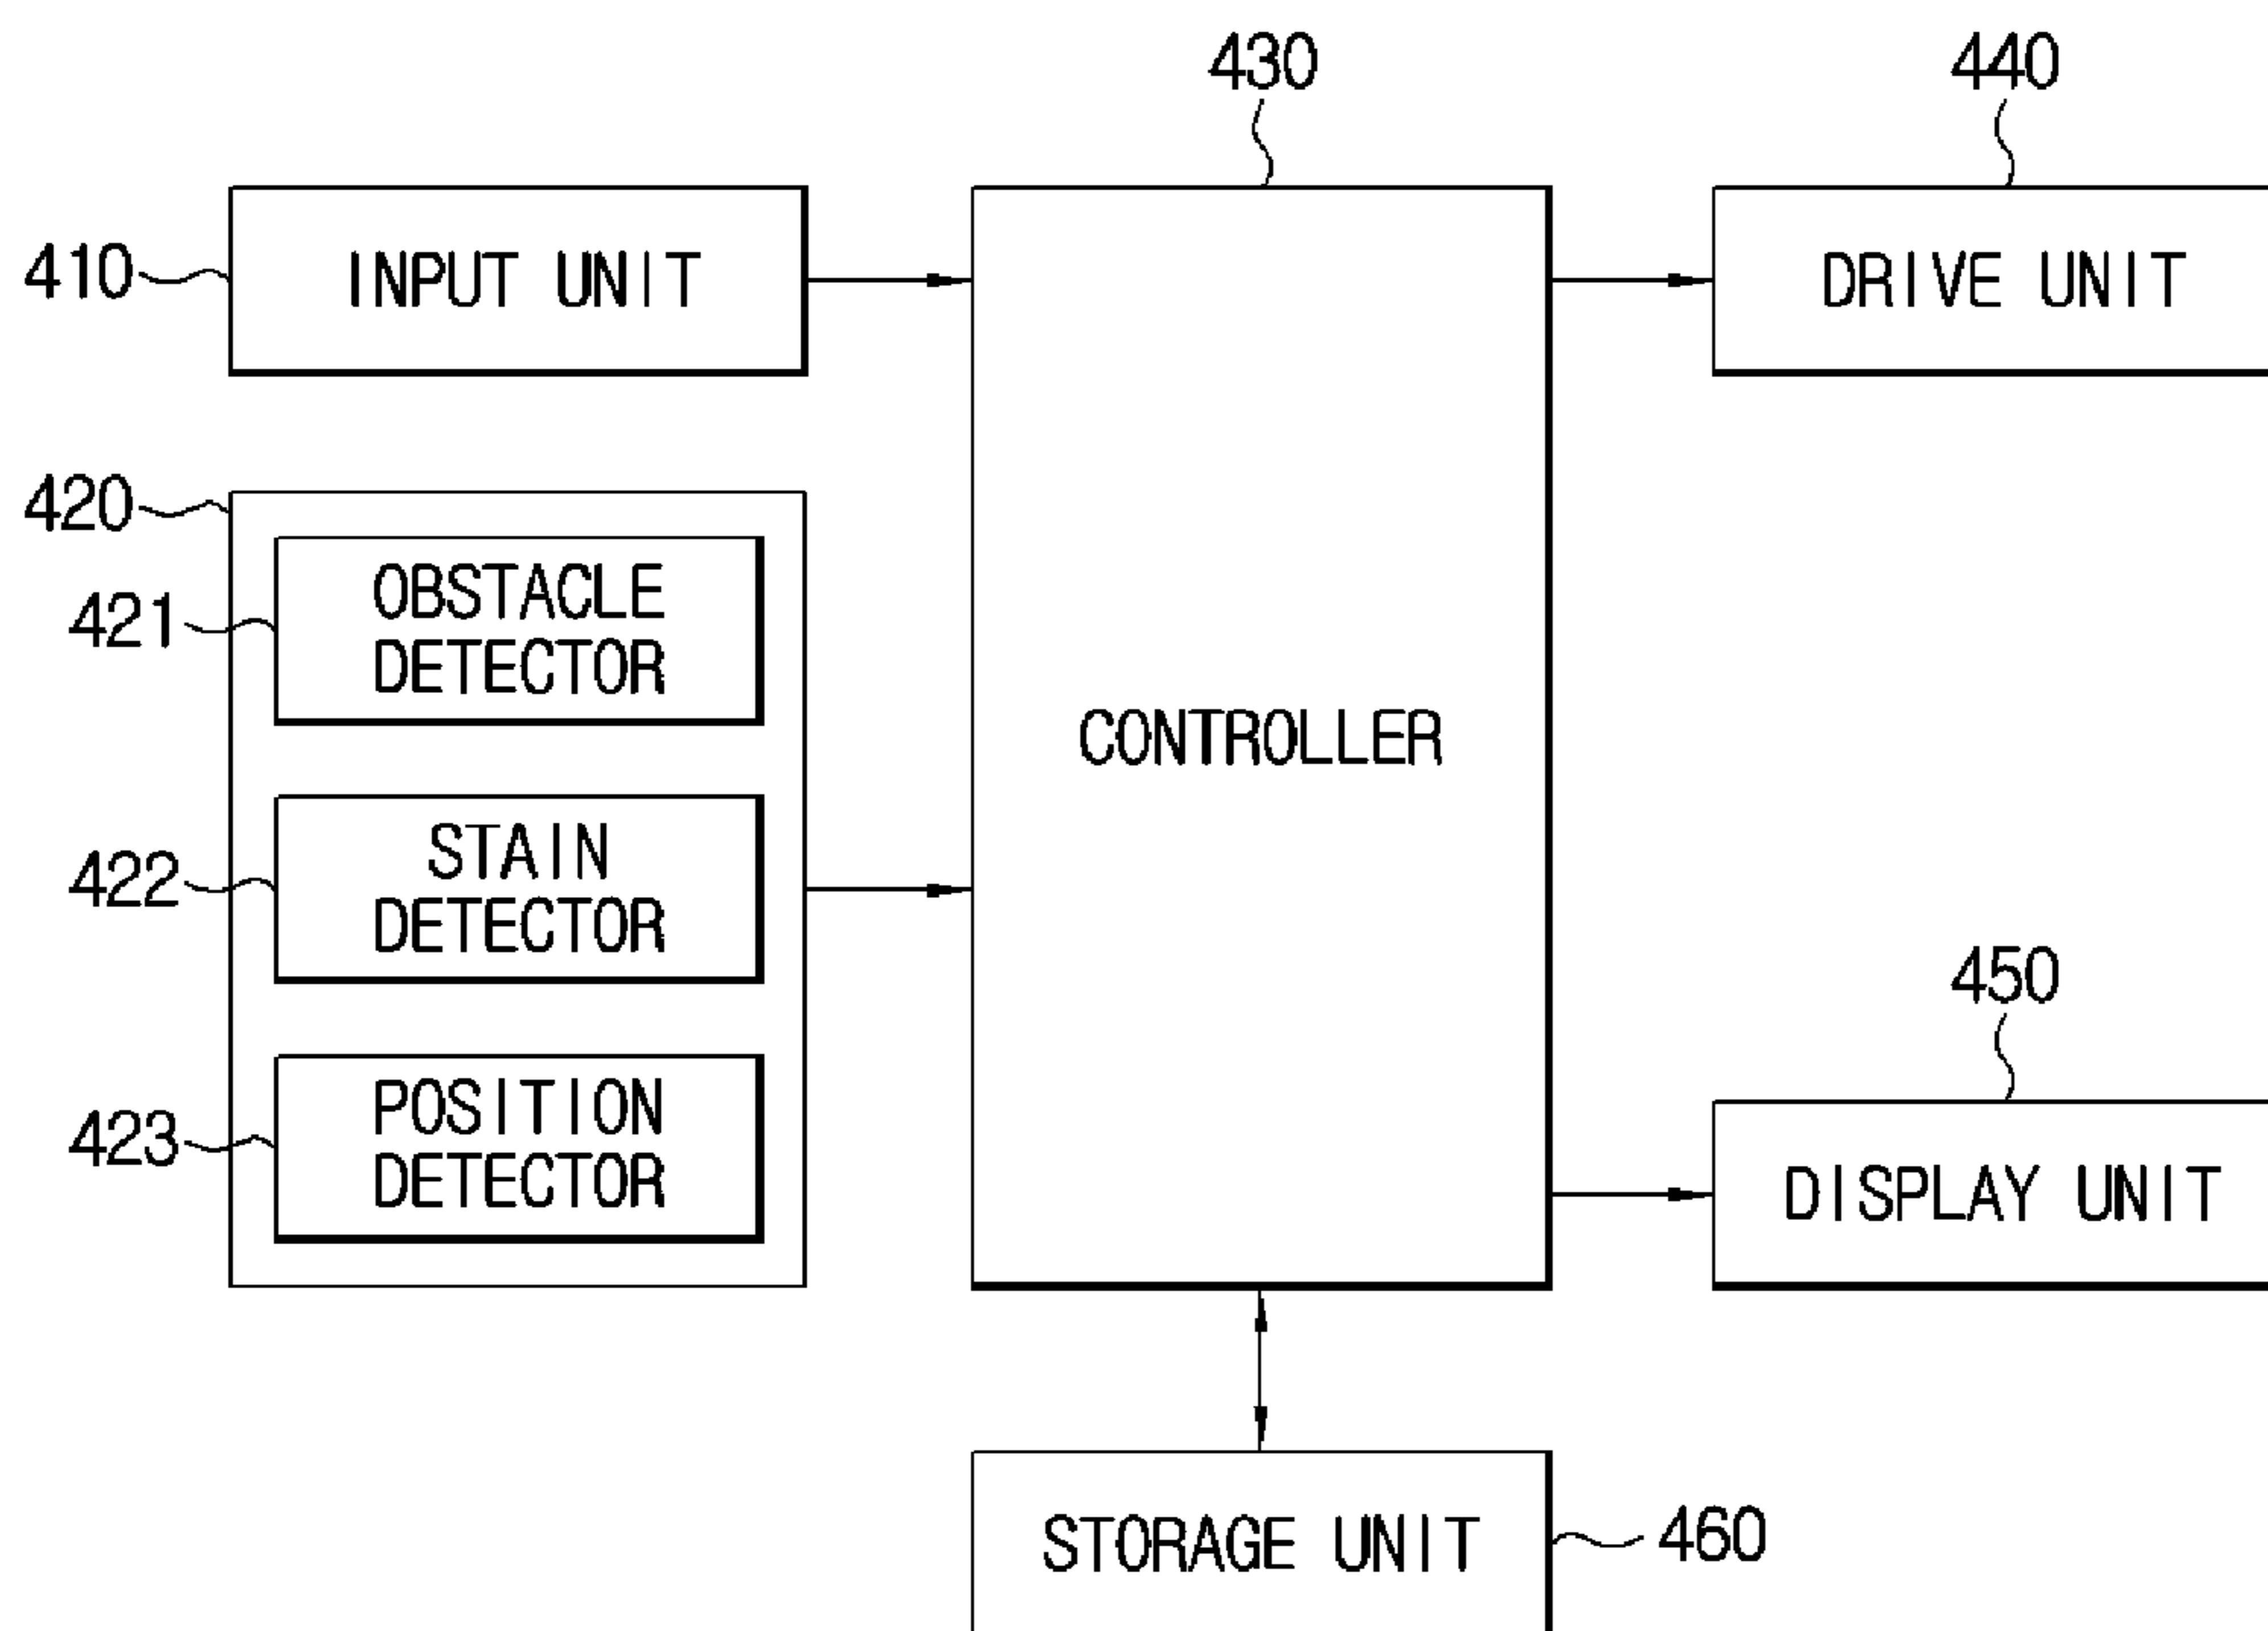 430
440
410
INPUT UNIT
DRIVE UNIT
420
421
OBSTACLE
DETECTOR
CONTROLLER
422
STAIN
DETECTOR
450
423
POSITION
DETECTOR
DISPLAY UNIT
STORAGE UNIT
460